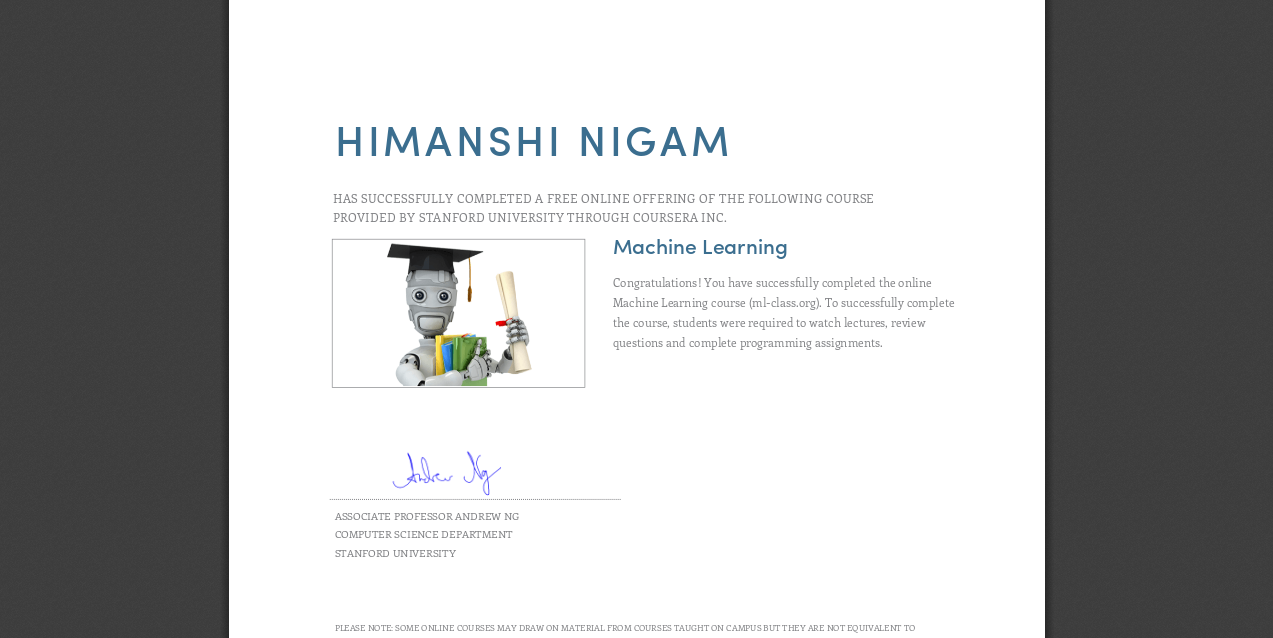 HIMANSHI NIGAM
HAS SUCCESSFULLY COMPLETED A FREE ONLINE OFFERING OF THE FOLLOWING COURSE
PROVIDED BY STANFORD UNIVERSITY THROUGH COURSERA INC.
Machine Learning
Congratulations! You have successfully completed the online
Machine Learning course (ml-class.org). To successfully complete
the course, students were required to watch lectures, review
questions and complete programming assignments.
Andrew Ng
ASSOCIATE PROFESSOR ANDREW NG
COMPUTER SCIENCE DEPARTMENT
STANFORD UNIVERSITY
PLEASE NOTE: SOME ONLINE COURSES MAY DRAW ON MATERIAL FROM COURSES TAUGHT ON CAMPUS BUT THEY ARE NOT EQUIVALENT TO